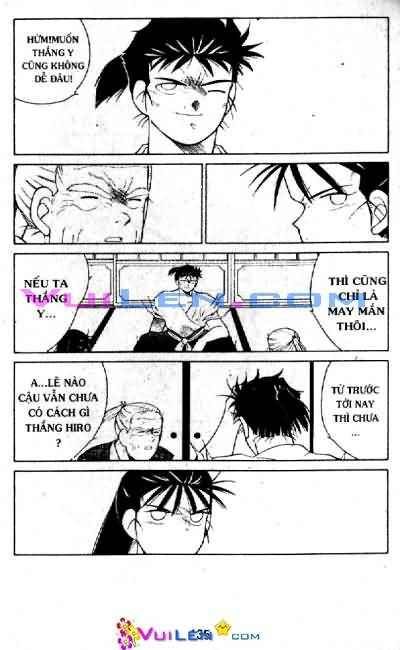 HỪM!MUỐN
THẮNG Y
CŨNG KHÔNG
DỄ ĐÂU!
NẾU TA
THẮNG
Y...
THÌ CŨNG
CHỈ LÀ
MAY MẮN
THÔI...
VUILEN.COM
A...LẼ NÀO
CẬU VẪN CHƯA
CÓ CÁCH GÌ
THẮNG HIRO
?
TỪ TRƯỚC
TỚI NAY
THÌ CHƯA
...
135
VUILEN.COM